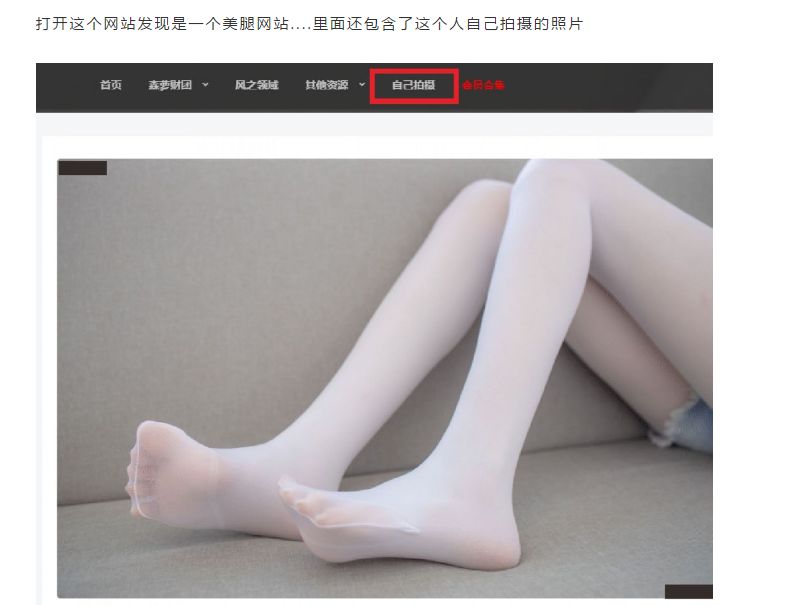 打开这个网站发现是一个美腿网站....里面还包含了这个人自己拍摄的照片
首页 森萝财团 风之领域 其他资源 自己拍摄 会员合集